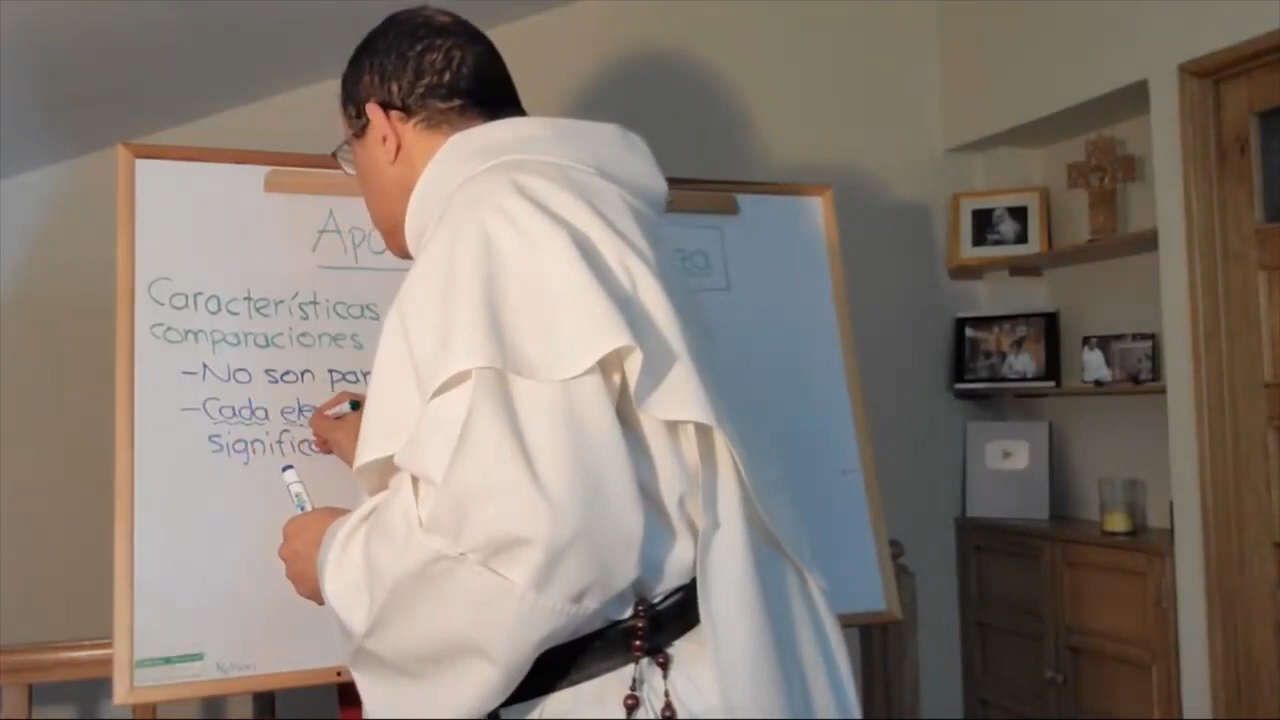 Apo
Características
comparaciones
-No son par
-Cada ele
significa